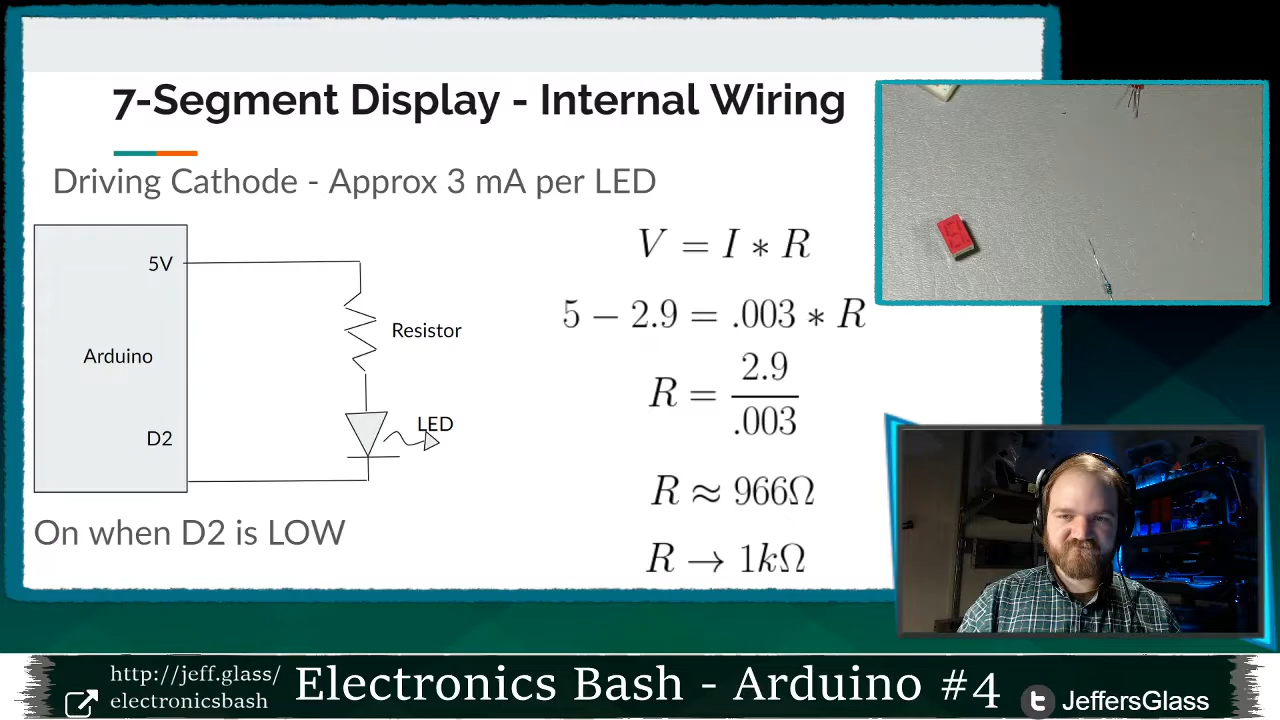 7-Segment Display - Internal Wiring
Driving Cathode - Approx 3 mA per LED
5V
Resistor
Arduino
LED
D2
On when D2 is LOW
V = I * R
5 − 2.9 = .003 * R
R = 2.9 / .003
R ≈ 966Ω
R → 1kΩ
http://jeff.glass/
electronicsbash
Electronics Bash - Arduino #4
JeffersGlass